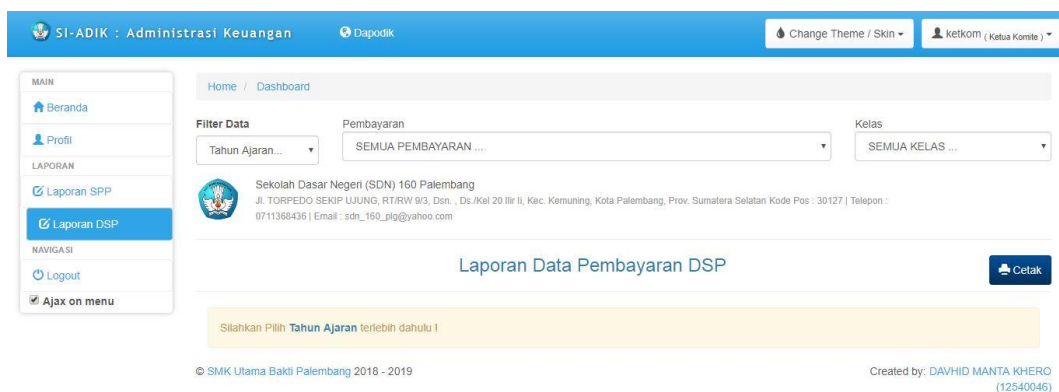 SI-ADIK : Administrasi Keuangan
Dapodik
Change Theme / Skin
ketkom ( Ketua Komite )
MAIN
Beranda
Profil
LAPORAN
Laporan SPP
Laporan DSP
NAVIGASI
Logout
Ajax on menu
Home / Dashboard
Filter Data
Tahun Ajaran...
Pembayaran
SEMUA PEMBAYARAN ...
Kelas
SEMUA KELAS ...
Sekolah Dasar Negeri (SDN) 160 Palembang
Jl. TORPEDO SEKIP UJUNG, RT/RW 9/3, Dsn. , Ds./Kel 20 Ilir Ii, Kec. Kemuning, Kota Palembang, Prov. Sumatera Selatan Kode Pos : 30127 | Telepon :
0711368436 | Email : sdn_160_plg@yahoo.com
Laporan Data Pembayaran DSP
Cetak
Silahkan Pilih Tahun Ajaran terlebih dahulu !
© SMK Utama Bakti Palembang 2018 - 2019
Created by: DAVHID MANTA KHERO
(12540046)